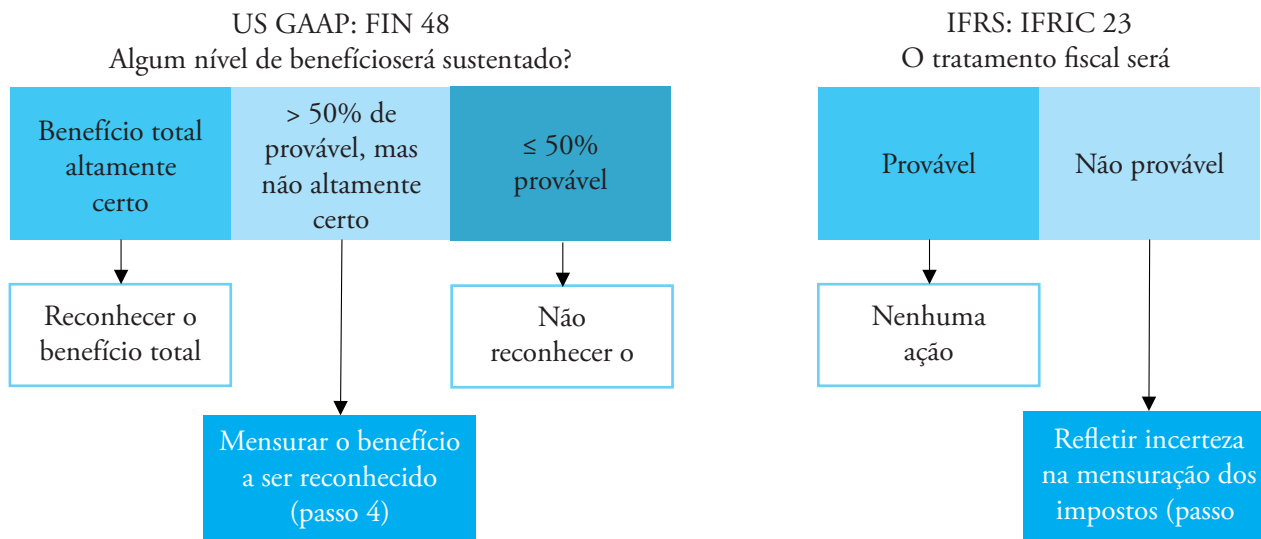 US GAAP: FIN 48
Algum nível de benefícioserá sustentado?
Benefício total
altamente
certo
> 50% de
provável, mas
não altamente
certo
≤ 50%
provável
Reconhecer o
benefício total
Não
reconhecer o
Mensurar o benefício
a ser reconhecido
(passo 4)
IFRS: IFRIC 23
O tratamento fiscal será
Provável
Não provável
Nenhuma
ação
Refletir incerteza
na mensuração dos
impostos (passo